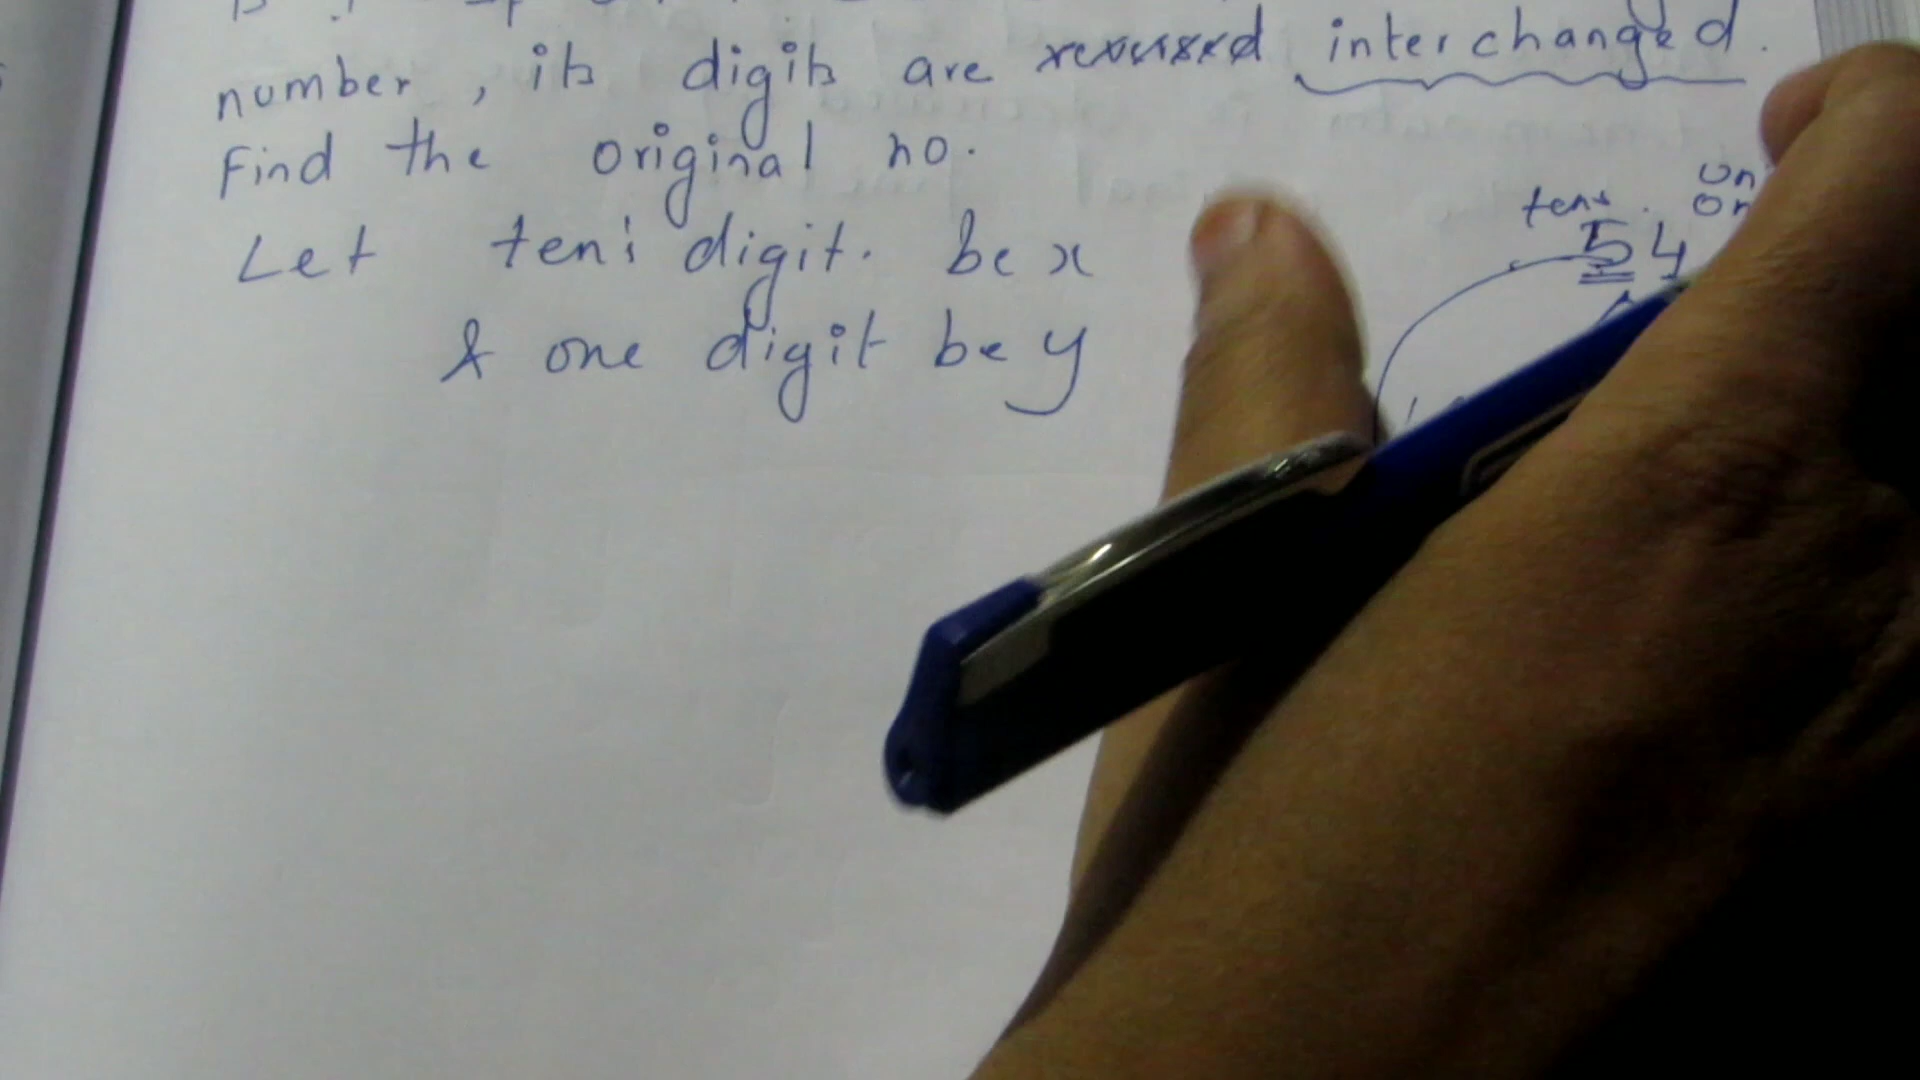 number, its digits are reversed interchanged.
Find the original no.
Let ten's digit. be x
& one digit be y
tens.
54